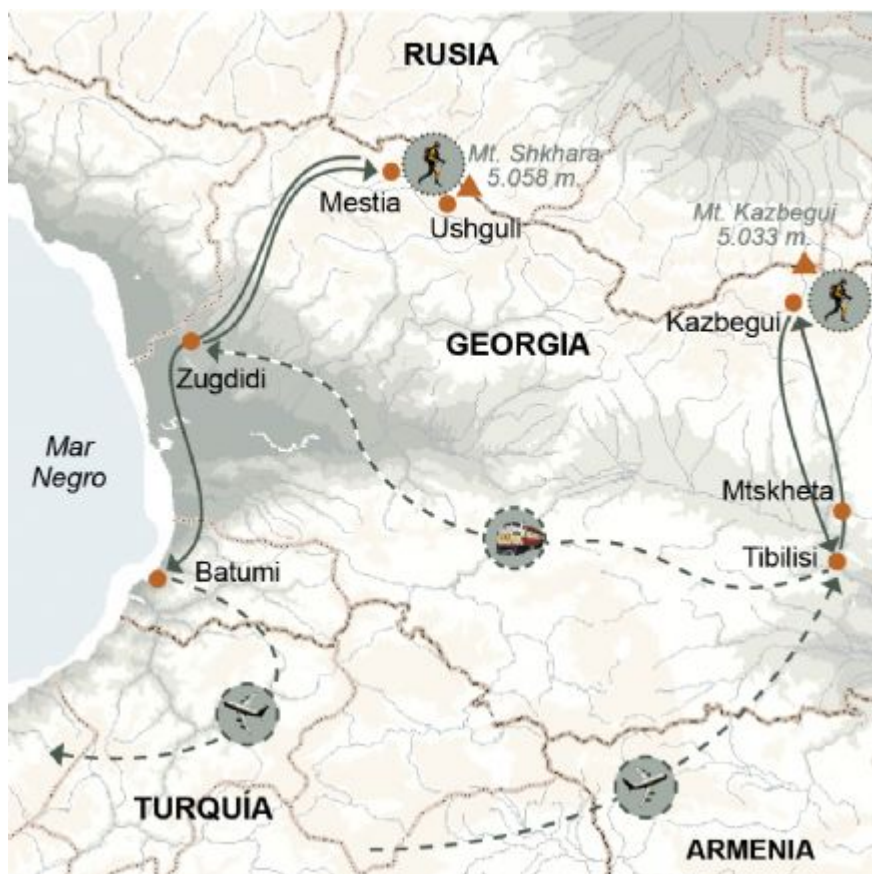 RUSIA
Mt. Shkhara
5.058 m.
Mestia
Ushguli
Mt. Kazbegui
5.033 m.
Kazbegui
GEORGIA
Zugdidi
Mar
Negro
Mtskheta
Tibilisi
Batumi
TURQUÍA
ARMENIA